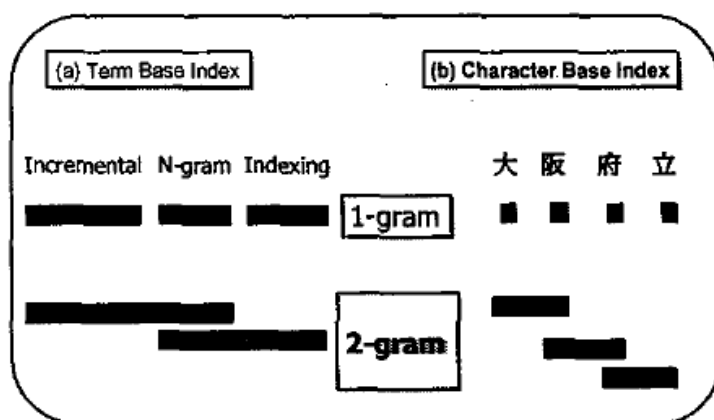 (a) Term Base Index
(b) Character Base Index
Incremental N-gram Indexing
大 阪 府 立
1-gram
2-gram